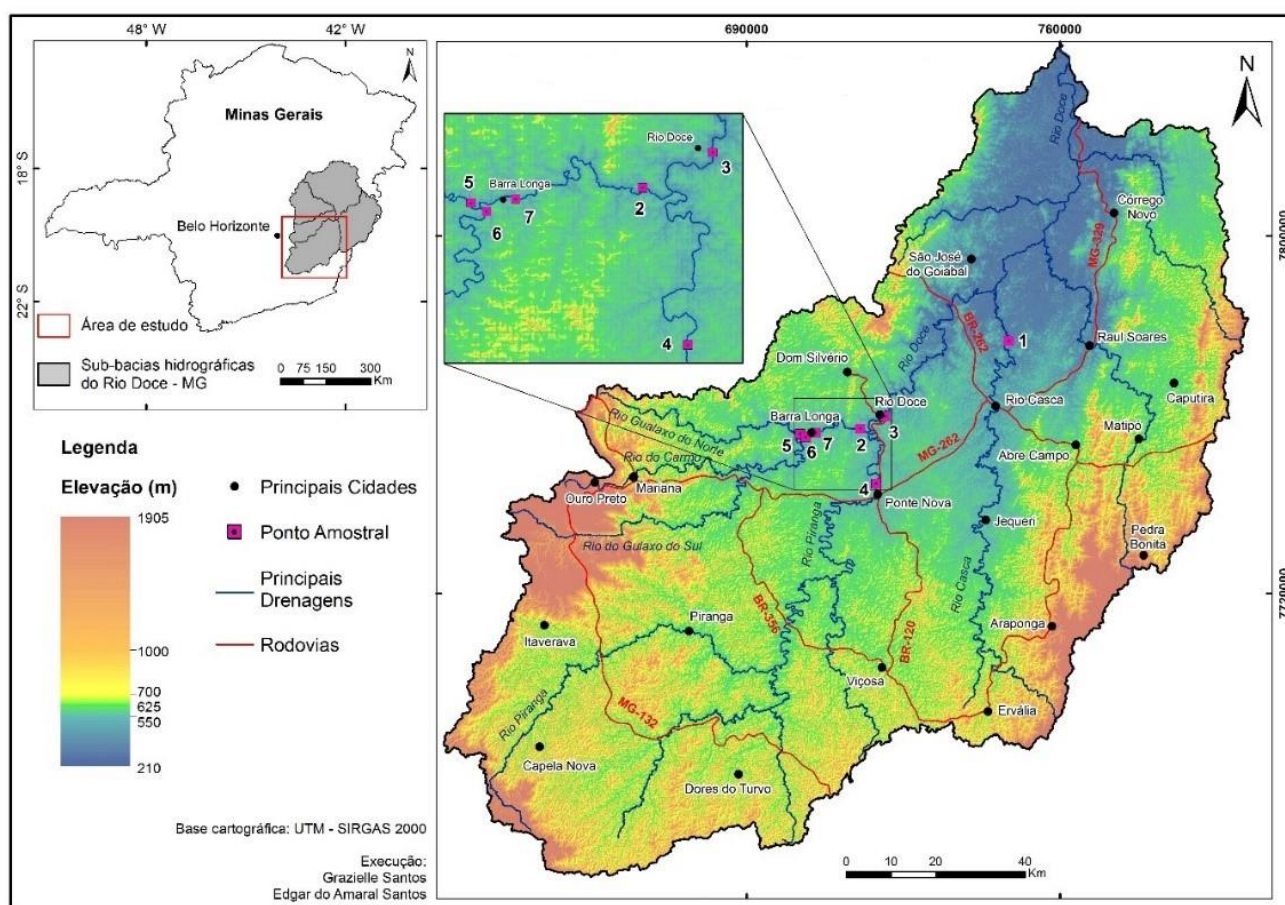 48° W
42° W
N
Minas Gerais
18° S
Belo Horizonte
22° S
Área de estudo
Sub-bacias hidrográficas
do Rio Doce - MG
0 75 150 300
Km
Legenda
Elevação (m)
1905
1000
700
625
550
210
Principais Cidades
Ponto Amostral
Principais
Drenagens
Rodovias
Base cartográfica: UTM - SIRGAS 2000
Execução:
Grazielle Santos
Edgar do Amaral Santos
690000
760000
N
7800000
7720000
Rio Doce
3
5
Barra Longa
2
7
6
4
Rio Doce
Córrego
Novo
MG-329
São José
do Goiabal
BR-262
1
Raul Soares
Rio Doce
Dom Silvério
Caputira
Rio Doce
Rio Casca
Barra Longa
Rio Gualaxo do Norte
3
5
6
7
2
MG-262
Matipó
Abre Campo
Rio do Carmo
4
Mariana
Ouro Preto
Ponte Nova
Jequeri
Pedra
Bonita
Rio do Gulaxo do Sul
Rio Piranga
Rio Casca
Piranga
BR-356
BR-120
Araponga
Itaverava
Viçosa
Rio Piranga
MG-132
Ervália
Capela Nova
Dores do Turvo
0 10 20 40
Km